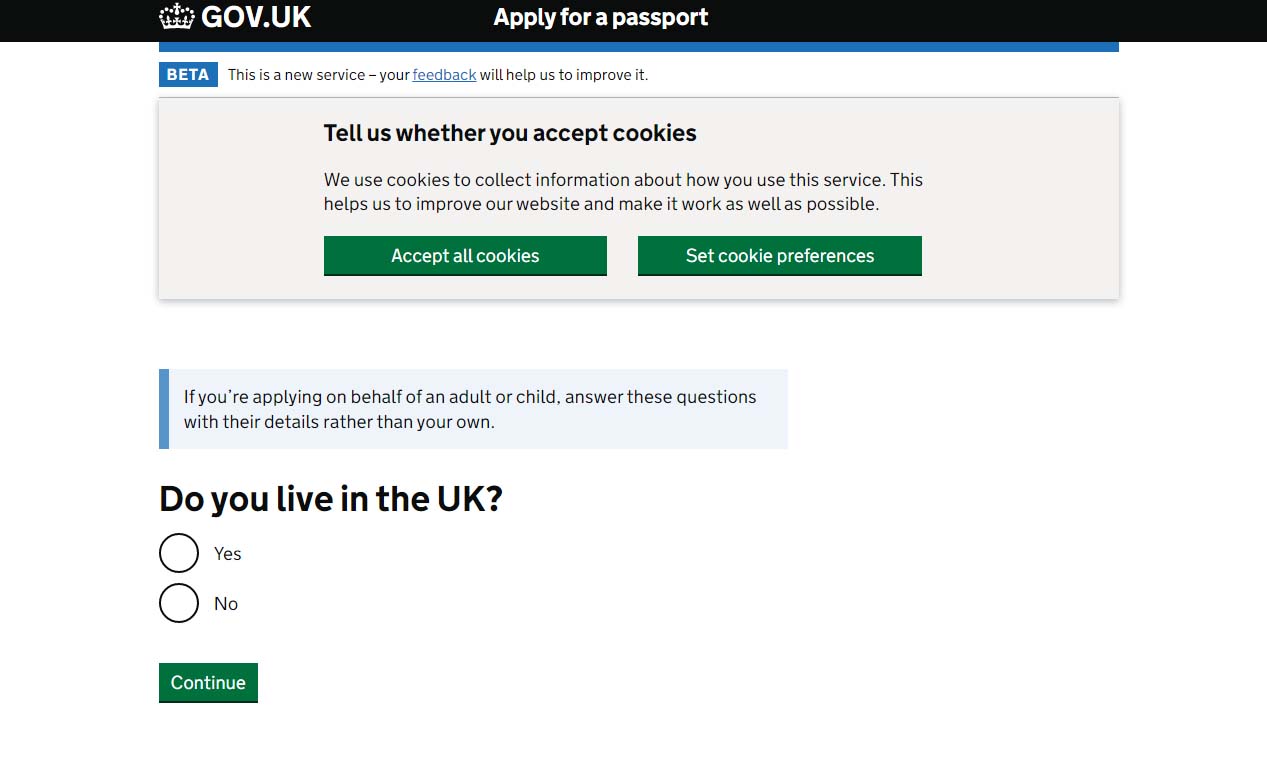 GOV.UK
Apply for a passport
BETA
This is a new service – your feedback will help us to improve it.
Tell us whether you accept cookies
We use cookies to collect information about how you use this service. This
helps us to improve our website and make it work as well as possible.
Accept all cookies
Set cookie preferences
If you’re applying on behalf of an adult or child, answer these questions
with their details rather than your own.
Do you live in the UK?
Yes
No
Continue